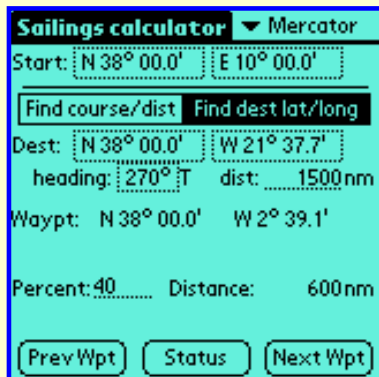 Sailings calculator ▼ Mercator
Start: N 38° 00.0' E 10° 00.0'
Find course/dist Find dest lat/long
Dest: N 38° 00.0' W 21° 37.7'
heading: 270° T dist: 1500 nm
Waypt: N 38° 00.0' W 2° 39.1'
Percent: 40 Distance: 600 nm
Prev Wpt Status Next Wpt